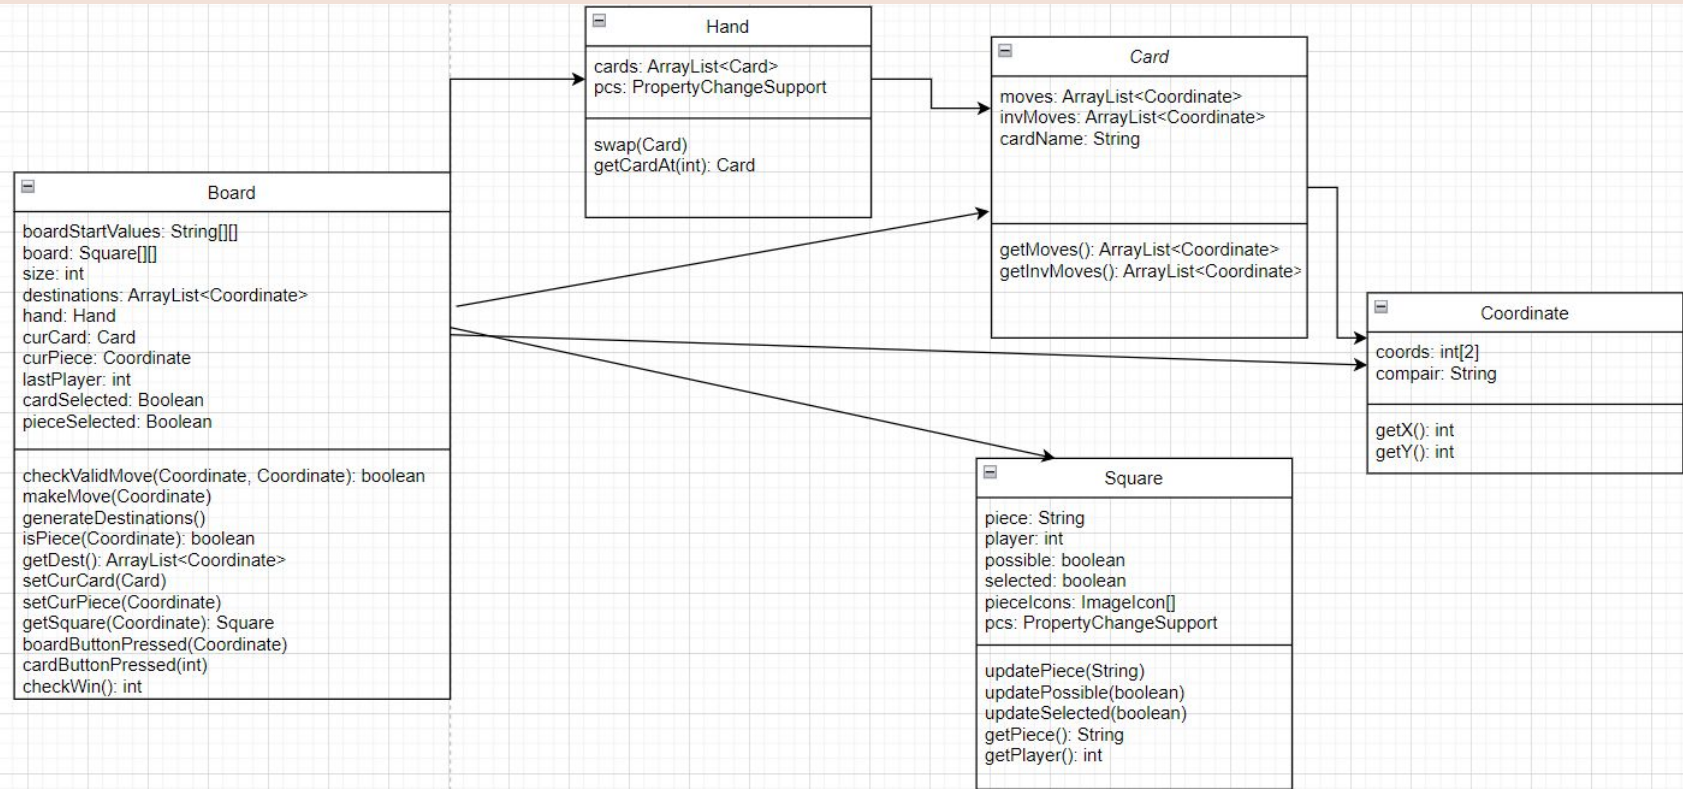 Hand
cards: ArrayList<Card>
pcs: PropertyChangeSupport
swap(Card)
getCardAt(int): Card
Card
moves: ArrayList<Coordinate>
invMoves: ArrayList<Coordinate>
cardName: String
getMoves(): ArrayList<Coordinate>
getInvMoves(): ArrayList<Coordinate>
Board
boardStartValues: String[][]
board: Square[][]
size: int
destinations: ArrayList<Coordinate>
hand: Hand
curCard: Card
curPiece: Coordinate
lastPlayer: int
cardSelected: Boolean
pieceSelected: Boolean
checkValidMove(Coordinate, Coordinate): boolean
makeMove(Coordinate)
generateDestinations()
isPiece(Coordinate): boolean
getDest(): ArrayList<Coordinate>
setCurCard(Card)
setCurPiece(Coordinate)
getSquare(Coordinate): Square
boardButtonPressed(Coordinate)
cardButtonPressed(int)
checkWin(): int
Coordinate
coords: int[2]
compair: String
getX(): int
getY(): int
Square
piece: String
player: int
possible: boolean
selected: boolean
pieceIcons: ImageIcon[]
pcs: PropertyChangeSupport
updatePiece(String)
updatePossible(boolean)
updateSelected(boolean)
getPiece(): String
getPlayer(): int